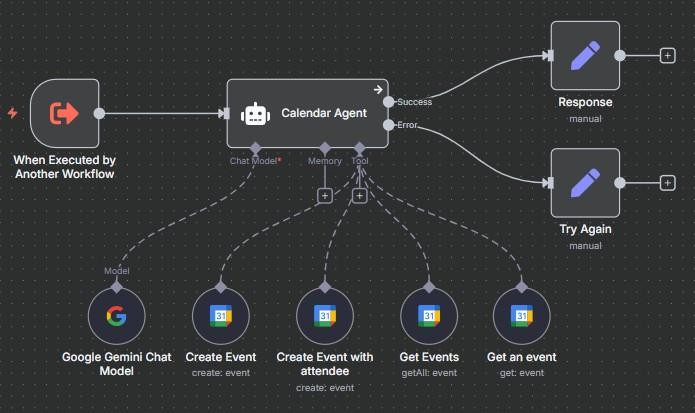 Success
Calendar Agent
Error
Response
manual
When Executed by
Another Workflow
Chat Model*
Memory
Tool
Try Again
manual
Model
31
31
31
31
Google Gemini Chat
Model
Create Event
create: event
Create Event with
attendee
create: event
Get Events
getAll: event
Get an event
get: event